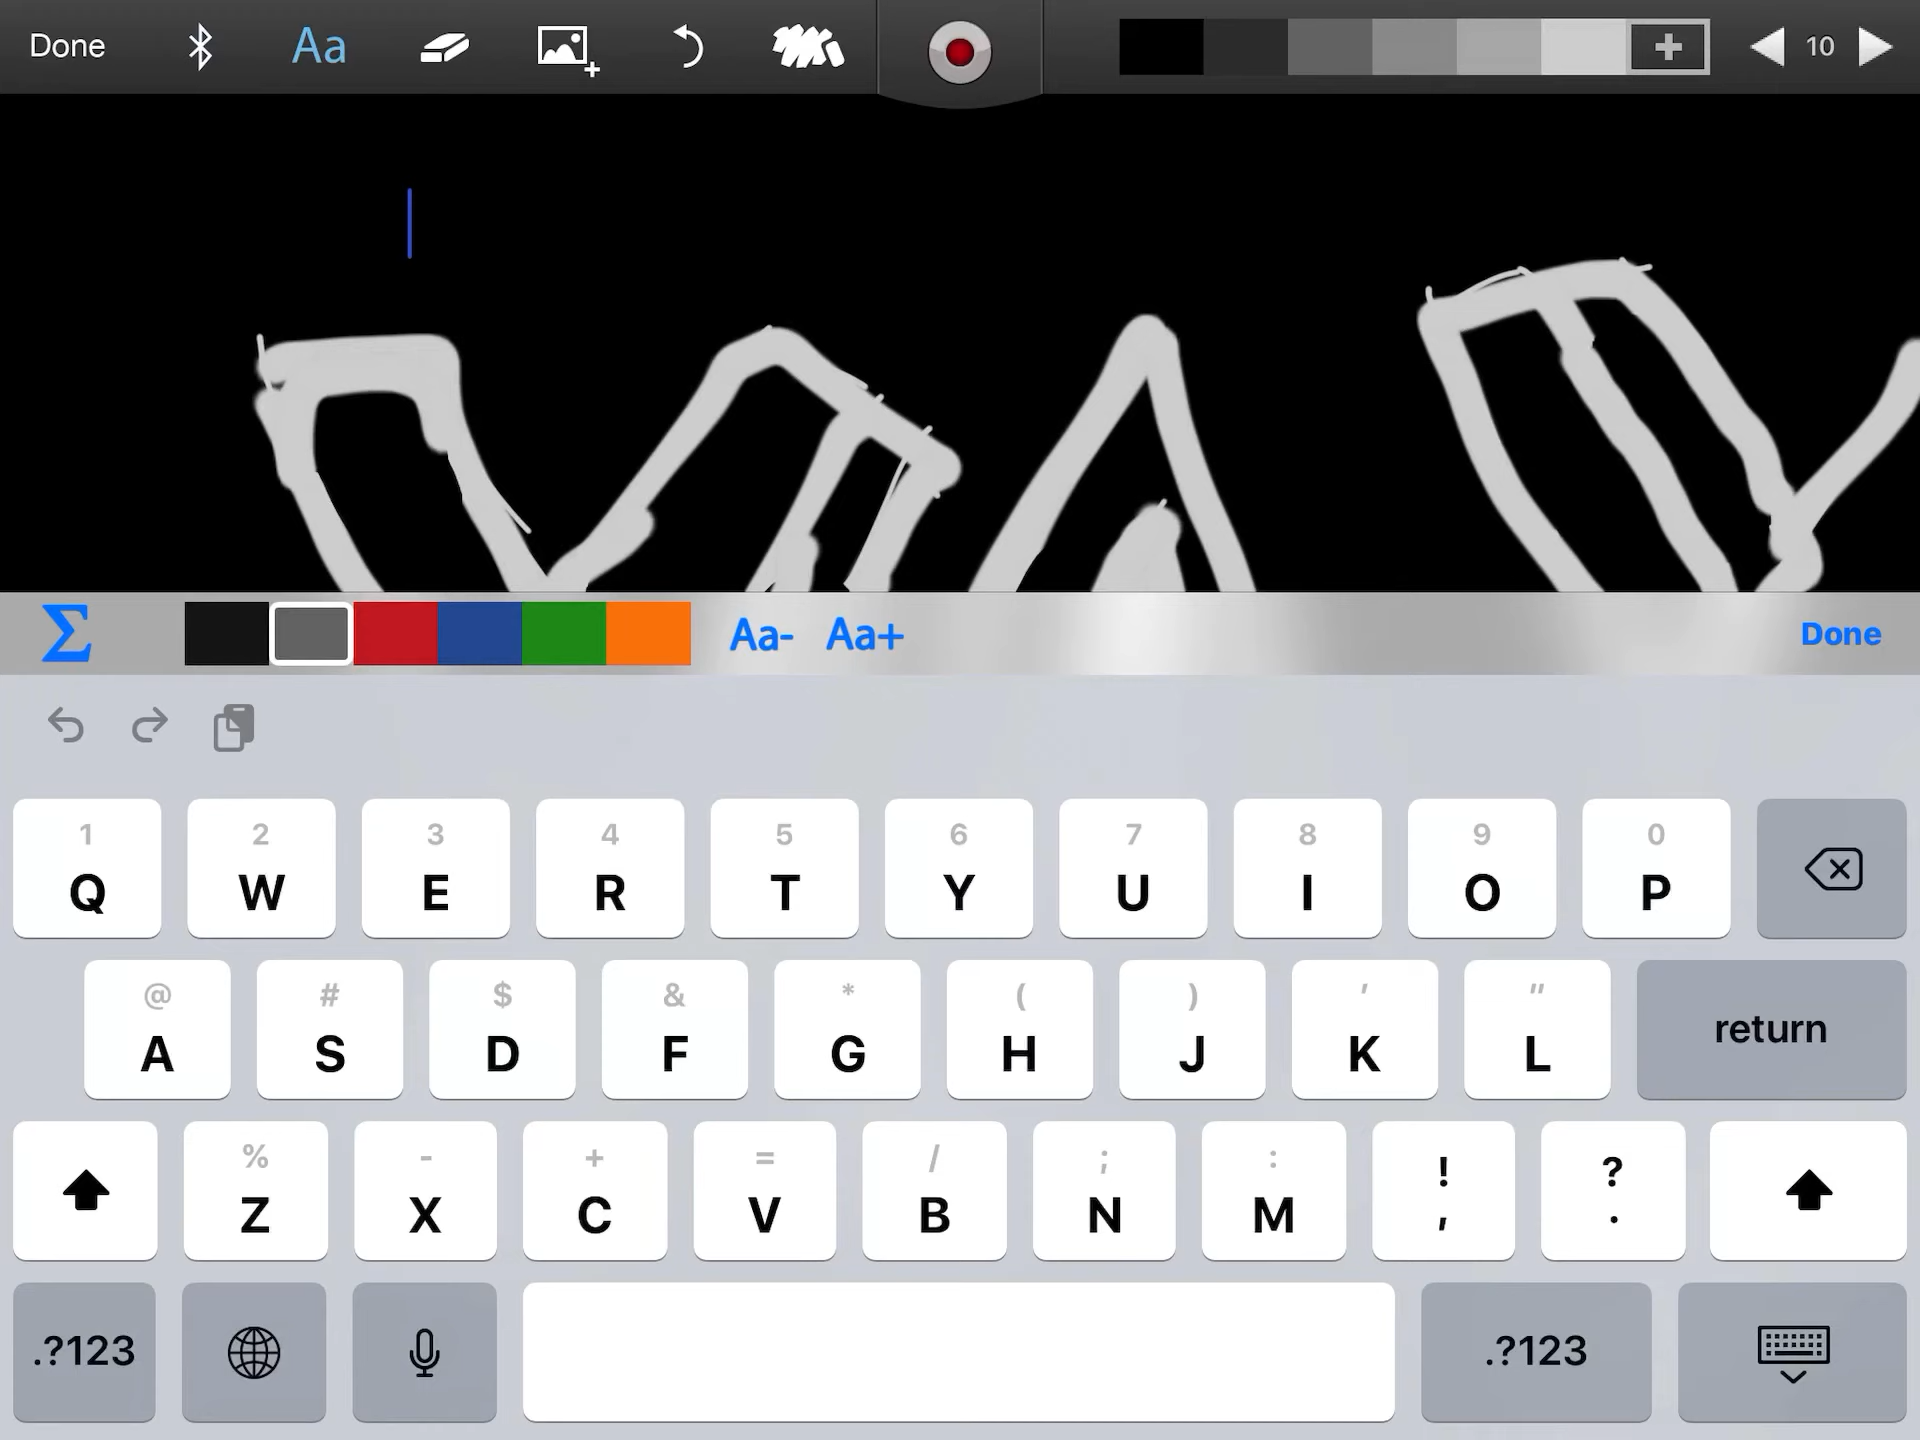 Done Aa 10
Σ Aa- Aa+ Done
1 2 3 4 5 6 7 8 9 0
Q W E R T Y U I O P
@ # $ & * ( ) ' "
A S D F G H J K L return
% - + = / ; : ! ?
Z X C V B N M , .
.?123 .?123